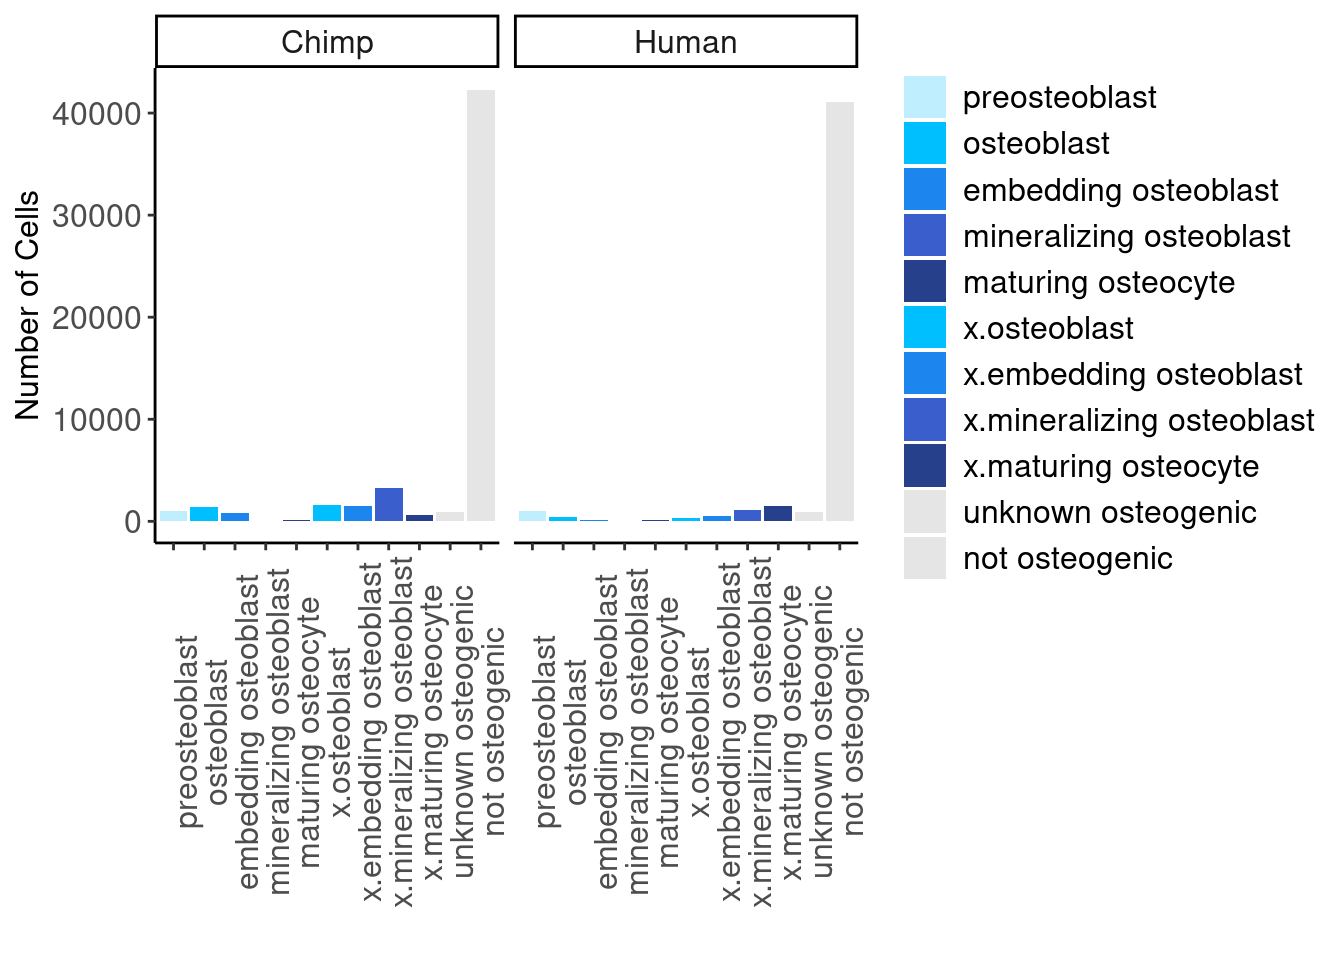 Chimp
Human
Number of Cells
40000
30000
20000
10000
0
preosteoblast
osteoblast
embedding osteoblast
mineralizing osteoblast
maturing osteocyte
x.osteoblast
x.embedding osteoblast
x.mineralizing osteoblast
x.maturing osteocyte
unknown osteogenic
not osteogenic
preosteoblast
osteoblast
embedding osteoblast
mineralizing osteoblast
maturing osteocyte
x.osteoblast
x.embedding osteoblast
x.mineralizing osteoblast
x.maturing osteocyte
unknown osteogenic
not osteogenic
preosteoblast
osteoblast
embedding osteoblast
mineralizing osteoblast
maturing osteocyte
x.osteoblast
x.embedding osteoblast
x.mineralizing osteoblast
x.maturing osteocyte
unknown osteogenic
not osteogenic